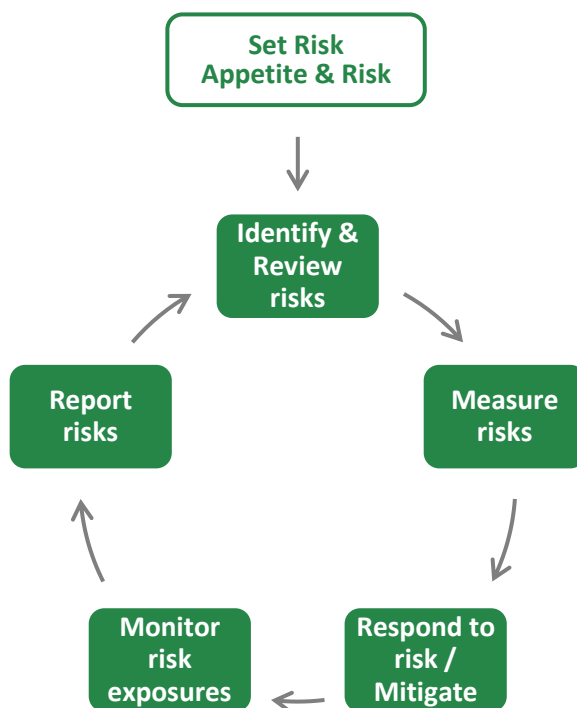 Set Risk
Appetite & Risk
Identify &
Review
risks
Measure
risks
Respond to
risk /
Mitigate
Monitor
risk
exposures
Report
risks